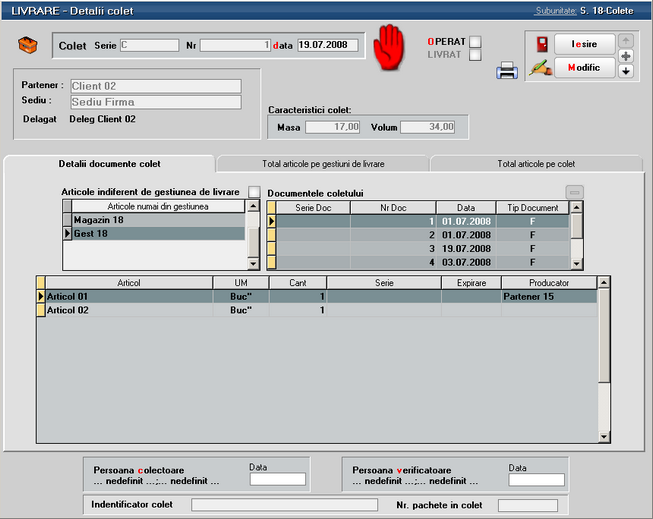 LIVRARE - Detalii colet Subunitate: S. 18-Colete
Colet Serie C Nr 1 data 19.07.2008
OPERAT
LIVRAT
Iesire
Modific
Partener : Client 02
Sediu : Sediu Firma
Delagat Deleg Client 02
Caracteristici colet:
Masa 17,00 Volum 34,00
Detalii documente colet Total articole pe gestiuni de livrare Total articole pe colet
Articole indiferent de gestiunea de livrare
Articole numai din gestiunea
Magazin 18
Gest 18
Documentele coletului
Serie Doc Nr Doc Data Tip Document
1 01.07.2008 F
2 01.07.2008 F
3 19.07.2008 F
4 03.07.2008 F
Articol UM Cant Serie Expirare Producator
Articol 01 Buc" 1 Partener 15
Articol 02 Buc" 1
Persoana colectoare Data
... nedefinit ...;... nedefinit ...
Persoana verificatoare Data
... nedefinit ...;... nedefinit ...
Indentificator colet Nr. pachete in colet